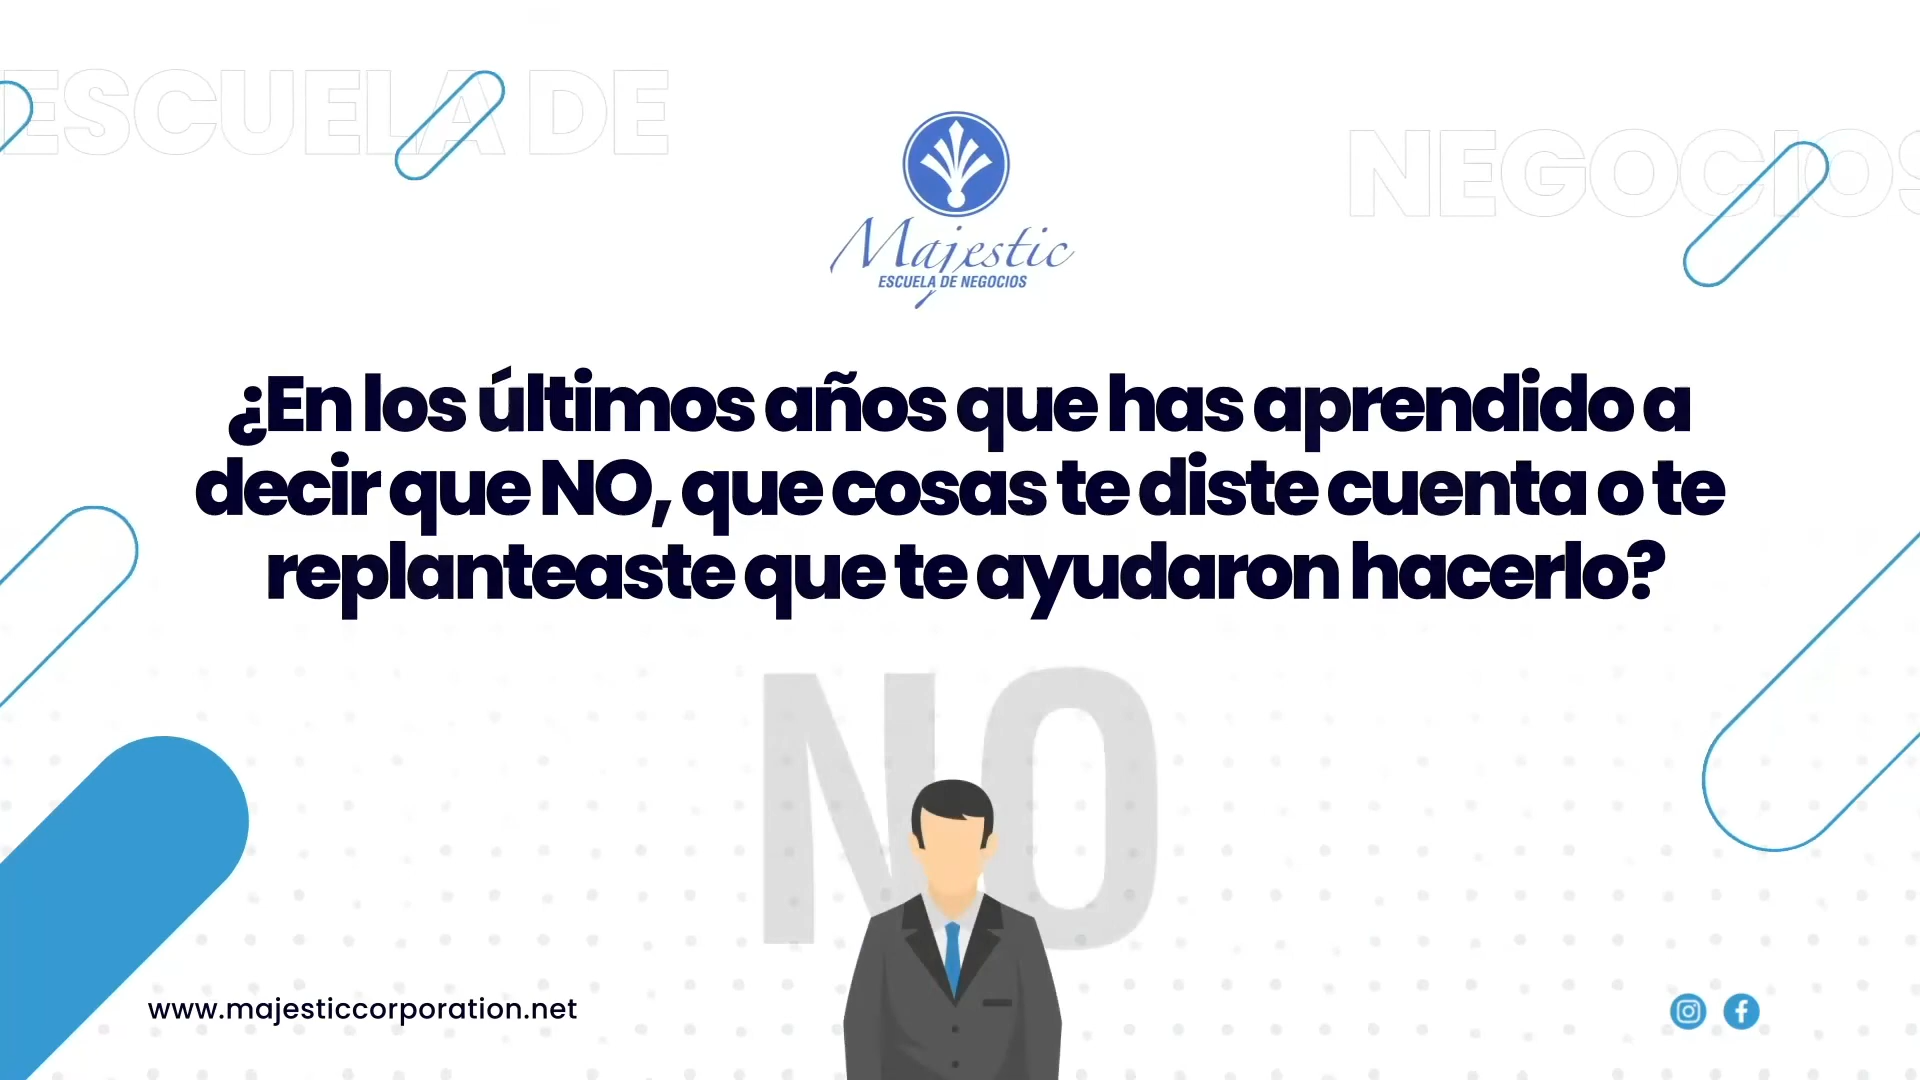 ESCUELA DE
NEGOCIOS
Majestic
ESCUELA DE NEGOCIOS
¿En los últimos años que has aprendido a
decir que NO, que cosas te diste cuenta o te
replanteaste que te ayudaron hacerlo?
NO
www.majesticcorporation.net